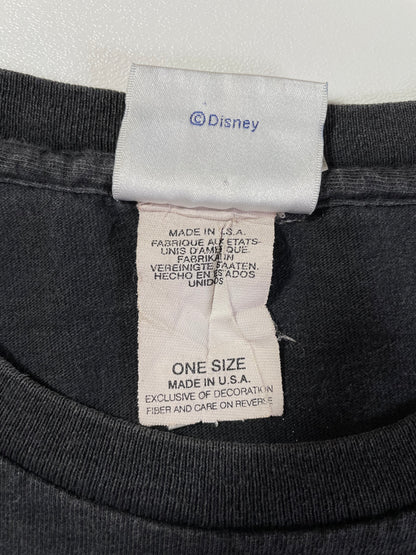 ©Disney
MADE IN U.S.A.
FABRIQUE AUX ETATS-
UNIS D'AMERIQUE.
FABRIKA IN
VEREINIGTE STAATEN.
HECHO EN ESTADOS
UNIDOS
ONE SIZE
MADE IN U.S.A.
EXCLUSIVE OF DECORATION
FIBER AND CARE ON REVERSE